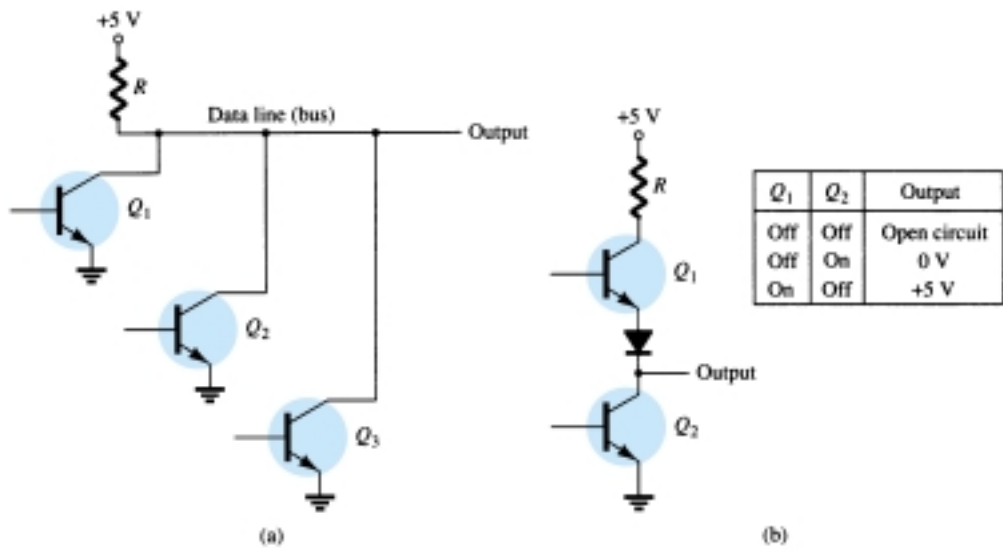 +5 V
R
Data line (bus)
Output
Q1
Q2
Q3
(a)
+5 V
R
Q1
Output
Q2
(b)
Q1 Q2 Output
Off Off Open circuit
Off On 0 V
On Off +5 V